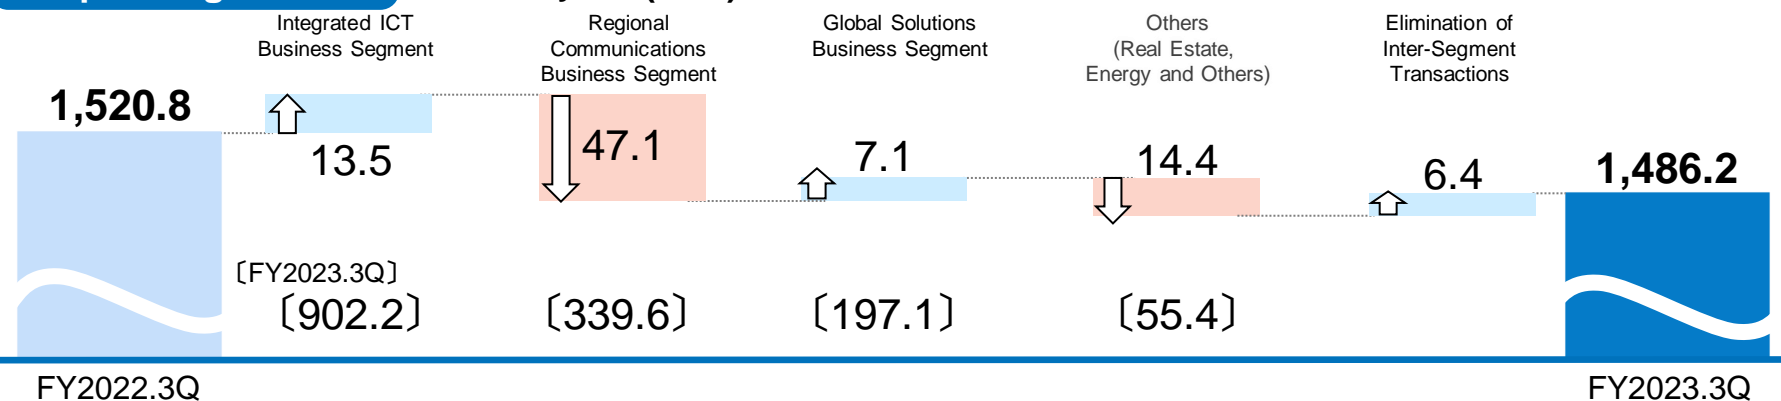 Integrated ICT
Business Segment
Regional
Communications
Business Segment
Global Solutions
Business Segment
Others
(Real Estate,
Energy and Others)
Elimination of
Inter-Segment
Transactions
1,520.8
13.5
47.1
7.1
14.4
6.4
1,486.2
〔FY2023.3Q〕
〔902.2〕
〔339.6〕
〔197.1〕
〔55.4〕
FY2022.3Q
FY2023.3Q